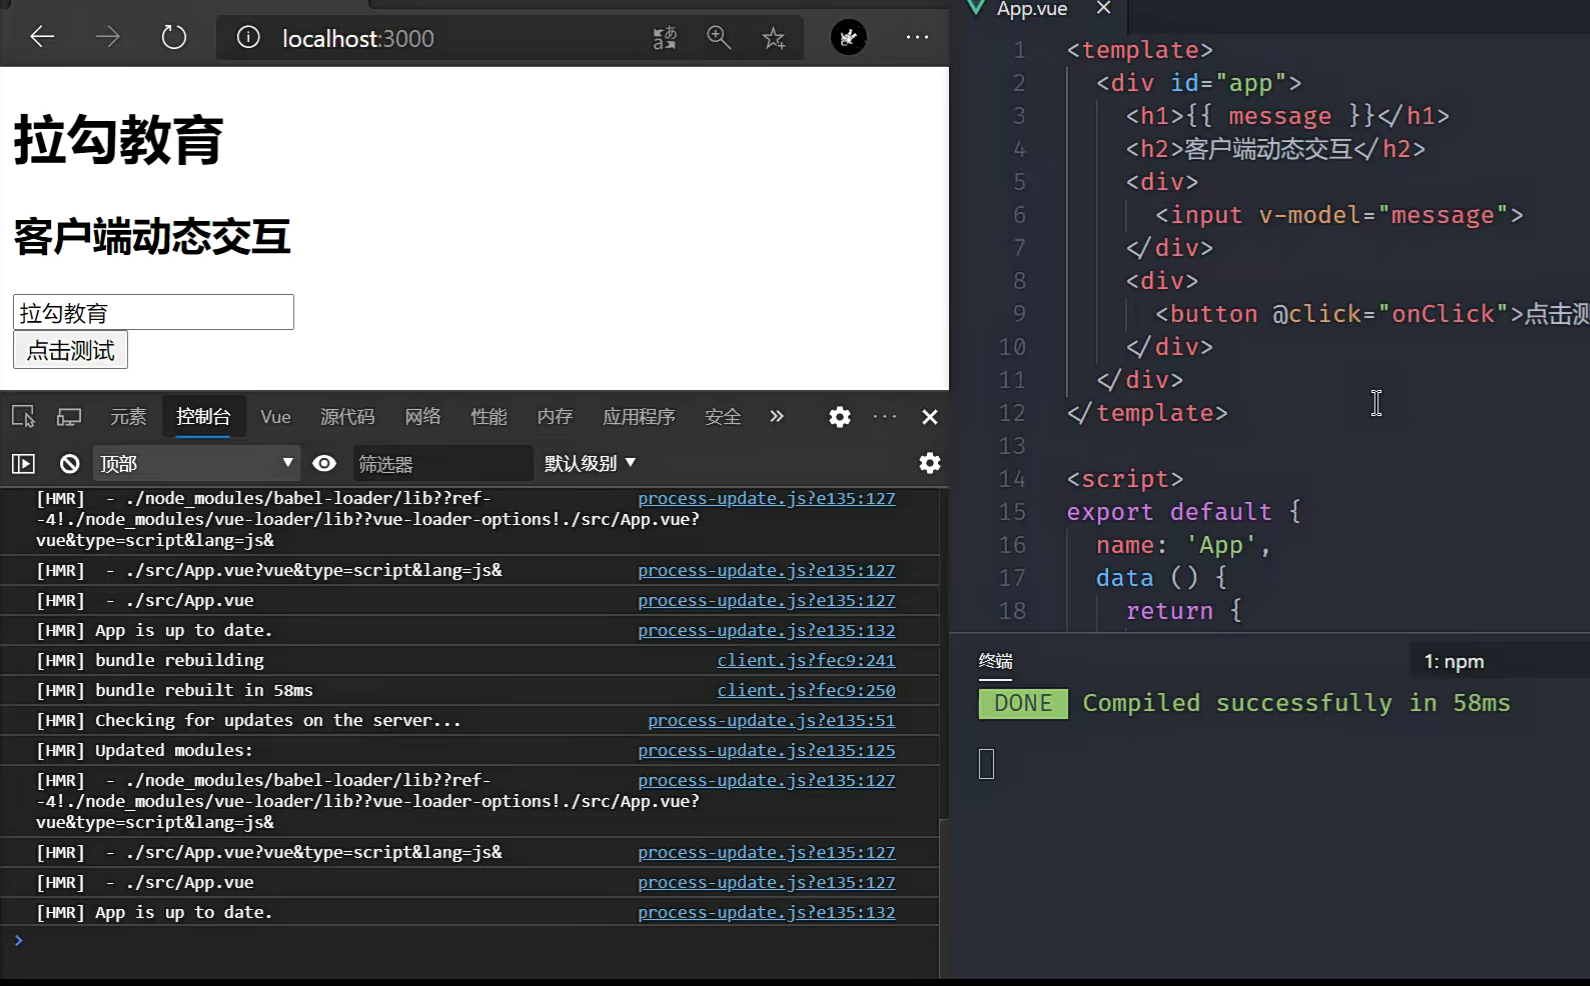 localhost:3000
拉勾教育
客户端动态交互
拉勾教育
点击测试
元素 控制台 Vue 源代码 网络 性能 内存 应用程序 安全
顶部 筛选器 默认级别
[HMR]  - ./node_modules/babel-loader/lib??ref- process-update.js?e135:127
-4!./node_modules/vue-loader/lib??vue-loader-options!./src/App.vue?
vue&type=script&lang=js&
[HMR]  - ./src/App.vue?vue&type=script&lang=js& process-update.js?e135:127
[HMR]  - ./src/App.vue process-update.js?e135:127
[HMR] App is up to date. process-update.js?e135:132
[HMR] bundle rebuilding client.js?fec9:241
[HMR] bundle rebuilt in 58ms client.js?fec9:250
[HMR] Checking for updates on the server... process-update.js?e135:51
[HMR] Updated modules: process-update.js?e135:125
[HMR]  - ./node_modules/babel-loader/lib??ref- process-update.js?e135:127
-4!./node_modules/vue-loader/lib??vue-loader-options!./src/App.vue?
vue&type=script&lang=js&
[HMR]  - ./src/App.vue?vue&type=script&lang=js& process-update.js?e135:127
[HMR]  - ./src/App.vue process-update.js?e135:127
[HMR] App is up to date. process-update.js?e135:132
App.vue
1 <template>
2 <div id="app">
3 <h1>{{ message }}</h1>
4 <h2>客户端动态交互</h2>
5 <div>
6 <input v-model="message">
7 </div>
8 <div>
9 <button @click="onClick">点击测
10 </div>
11 </div>
12 </template>
13
14 <script>
15 export default {
16 name: 'App',
17 data () {
18 return {
终端 1: npm
DONE Compiled successfully in 58ms